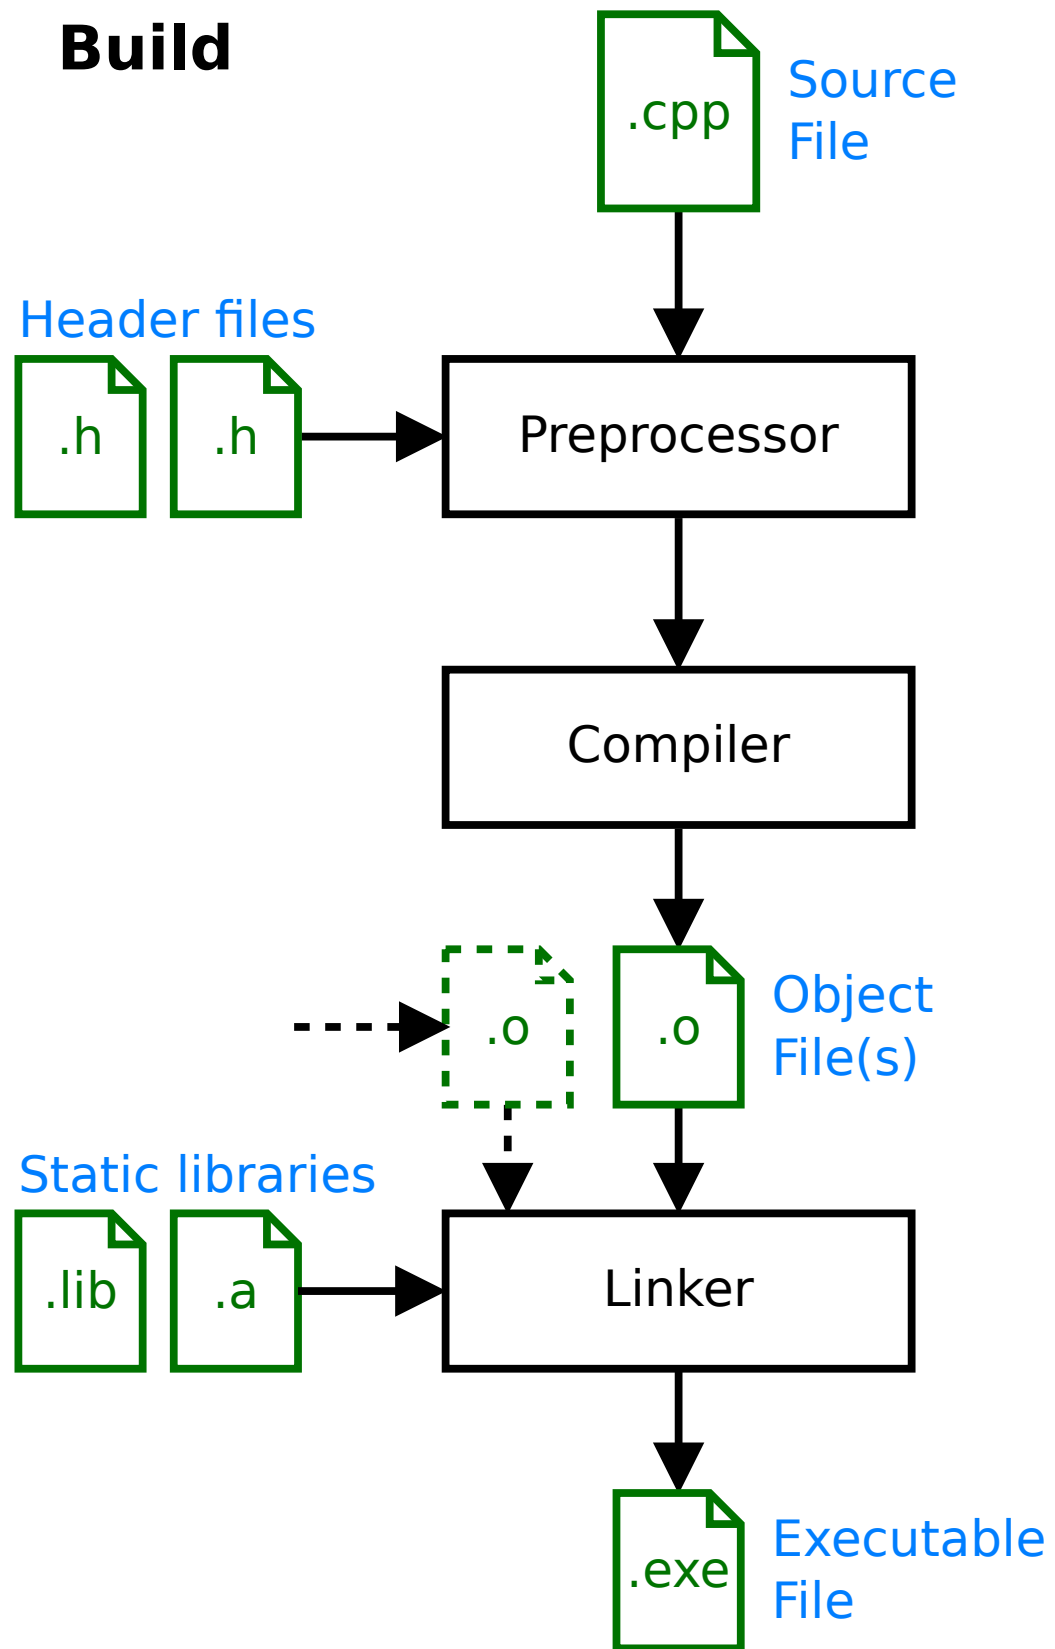 Build
.cpp
Source
File
Header files
.h
.h
Preprocessor
Compiler
.o
.o
Object
File(s)
Static libraries
.lib
.a
Linker
.exe
Executable
File